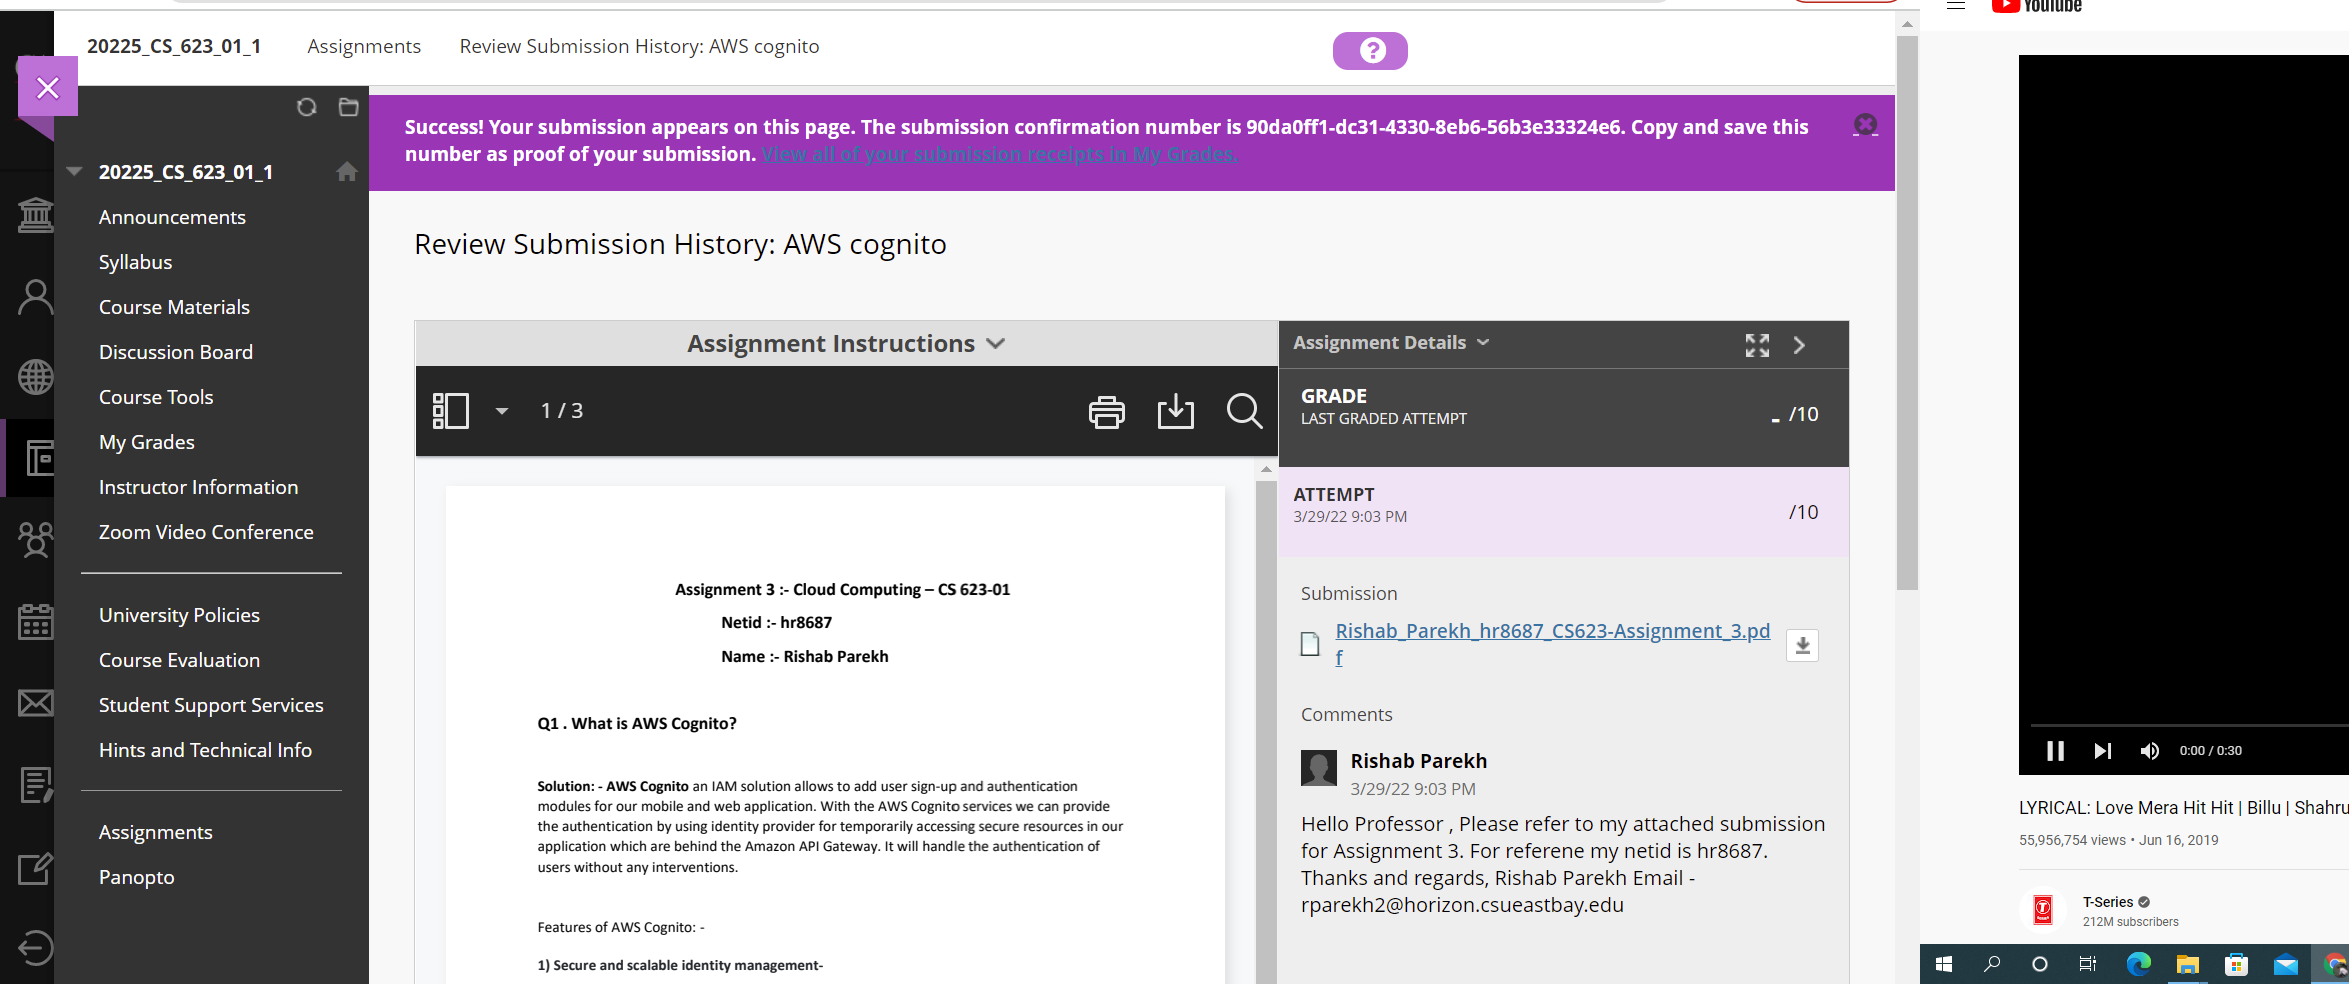 20225_CS_623_01_1 Assignments Review Submission History: AWS cognito
?
Success! Your submission appears on this page. The submission confirmation number is 90da0ff1-dc31-4330-8eb6-56b3e33324e6. Copy and save this
number as proof of your submission. View all of your submission receipts in My Grades.
20225_CS_623_01_1
Announcements
Syllabus
Course Materials
Discussion Board
Course Tools
My Grades
Instructor Information
Zoom Video Conference
University Policies
Course Evaluation
Student Support Services
Hints and Technical Info
Assignments
Panopto
Review Submission History: AWS cognito
Assignment Instructions
1 / 3
Assignment 3 :- Cloud Computing – CS 623-01
Netid :- hr8687
Name :- Rishab Parekh
Q1 . What is AWS Cognito?
Solution: - AWS Cognito an IAM solution allows to add user sign-up and authentication
modules for our mobile and web application. With the AWS Cognito services we can provide
the authentication by using identity provider for temporarily accessing secure resources in our
application which are behind the Amazon API Gateway. It will handle the authentication of
users without any interventions.
Features of AWS Cognito: -
1) Secure and scalable identity management-
Assignment Details
GRADE
LAST GRADED ATTEMPT
- /10
ATTEMPT
3/29/22 9:03 PM
/10
Submission
Rishab_Parekh_hr8687_CS623-Assignment_3.pd
f
Comments
Rishab Parekh
3/29/22 9:03 PM
Hello Professor , Please refer to my attached submission
for Assignment 3. For referene my netid is hr8687.
Thanks and regards, Rishab Parekh Email -
rparekh2@horizon.csueastbay.edu
YouTube
0:00 / 0:30
LYRICAL: Love Mera Hit Hit | Billu | Shahru
55,956,754 views • Jun 16, 2019
T-Series
212M subscribers